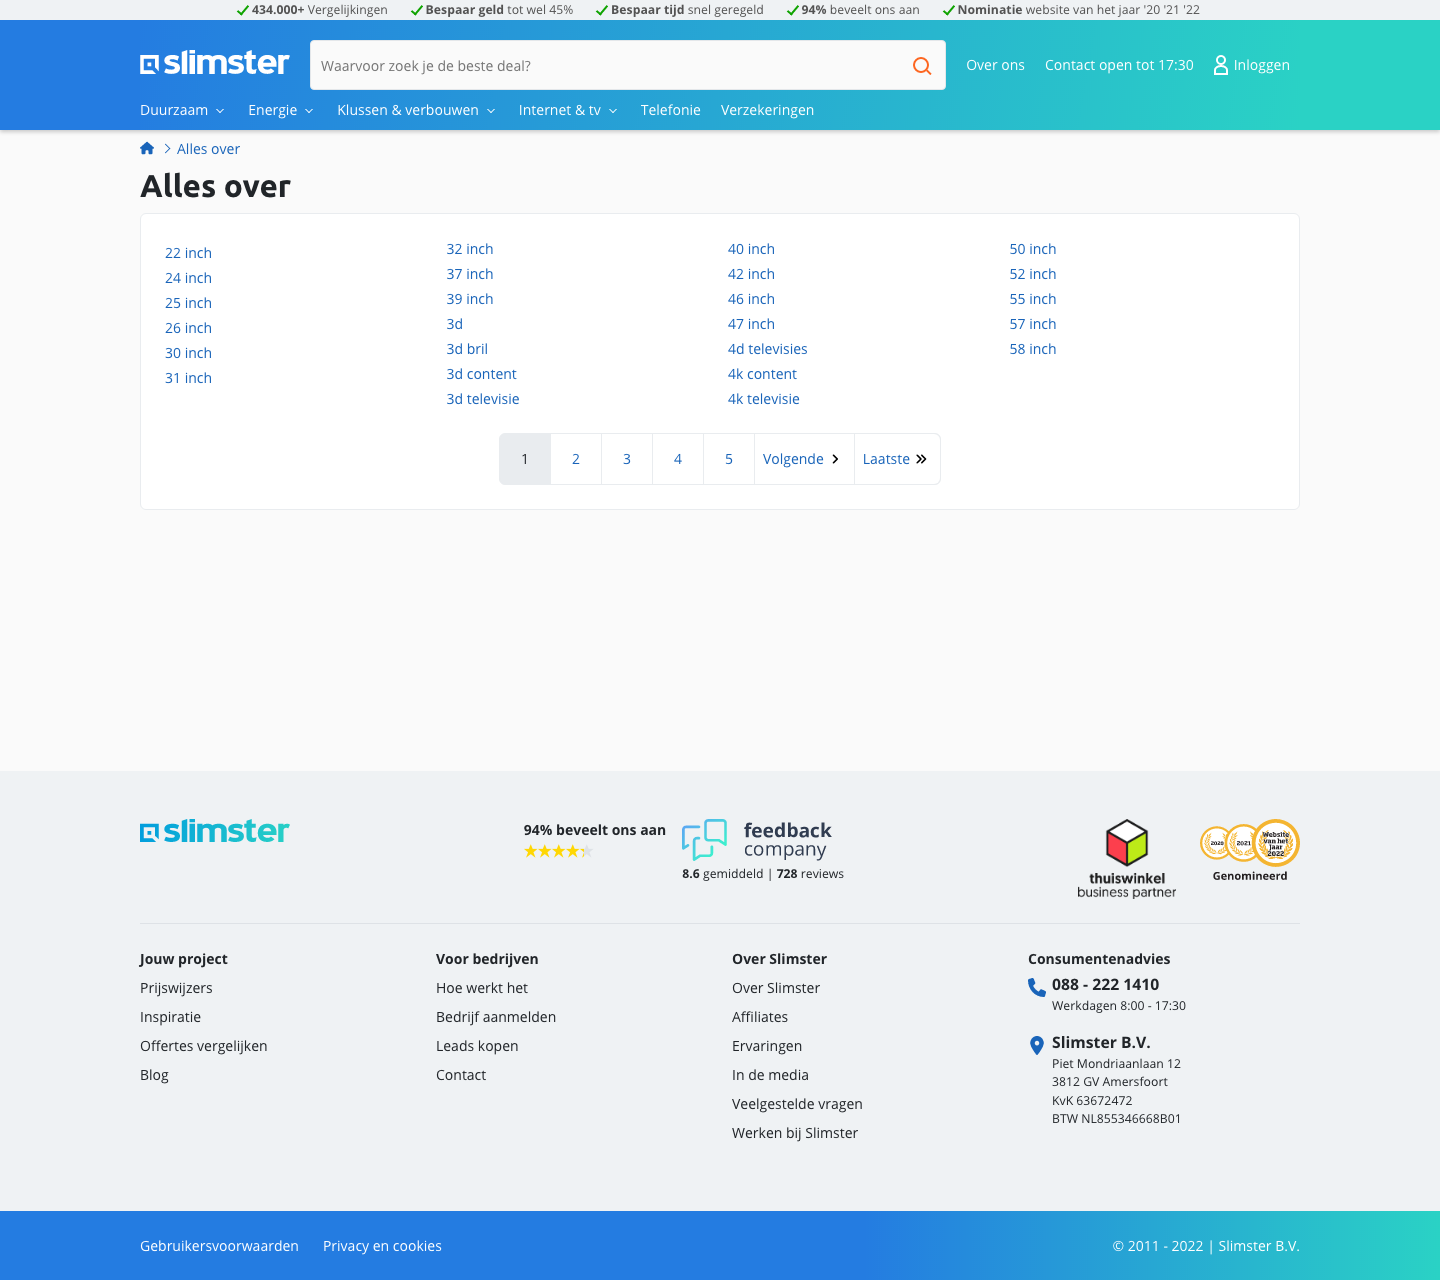 434.000+ Vergelijkingen
Bespaar geld tot wel 45%
Bespaar tijd snel geregeld
94% beveelt ons aan
Nominatie website van het jaar '20 '21 '22
slimster
Waarvoor zoek je de beste deal?
Over ons
Contact open tot 17:30
Inloggen
Duurzaam
Energie
Klussen & verbouwen
Internet & tv
Telefonie
Verzekeringen
Alles over
Alles over
22 inch
24 inch
25 inch
26 inch
30 inch
31 inch
32 inch
37 inch
39 inch
3d
3d bril
3d content
3d televisie
40 inch
42 inch
46 inch
47 inch
4d televisies
4k content
4k televisie
50 inch
52 inch
55 inch
57 inch
58 inch
1
2
3
4
5
Volgende
Laatste
slimster
94% beveelt ons aan
feedback
company
8.6 gemiddeld | 728 reviews
thuiswinkel
business partner
2020
2021
Website
Van het
Jaar
2022
Genomineerd
Jouw project
Prijswijzers
Inspiratie
Offertes vergelijken
Blog
Voor bedrijven
Hoe werkt het
Bedrijf aanmelden
Leads kopen
Contact
Over Slimster
Over Slimster
Affiliates
Ervaringen
In de media
Veelgestelde vragen
Werken bij Slimster
Consumentenadvies
088 - 222 1410
Werkdagen 8:00 - 17:30
Slimster B.V.
Piet Mondriaanlaan 12
3812 GV Amersfoort
KvK 63672472
BTW NL855346668B01
Gebruikersvoorwaarden
Privacy en cookies
© 2011 - 2022 | Slimster B.V.